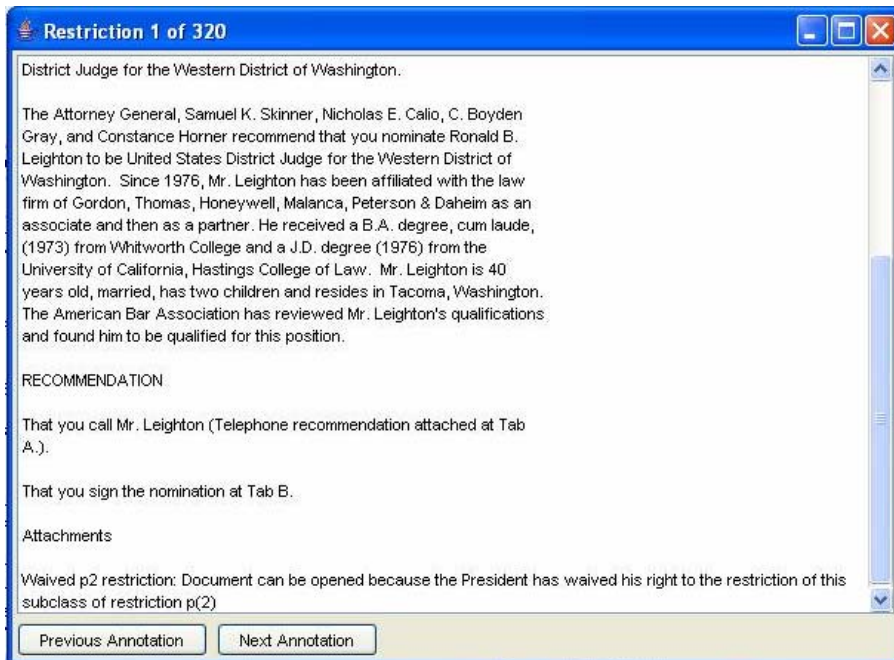 Restriction 1 of 320
District Judge for the Western District of Washington.
The Attorney General, Samuel K. Skinner, Nicholas E. Calio, C. Boyden
Gray, and Constance Horner recommend that you nominate Ronald B.
Leighton to be United States District Judge for the Western District of
Washington.  Since 1976, Mr. Leighton has been affiliated with the law
firm of Gordon, Thomas, Honeywell, Malanca, Peterson & Daheim as an
associate and then as a partner. He received a B.A. degree, cum laude,
(1973) from Whitworth College and a J.D. degree (1976) from the
University of California, Hastings College of Law.  Mr. Leighton is 40
years old, married, has two children and resides in Tacoma, Washington.
The American Bar Association has reviewed Mr. Leighton's qualifications
and found him to be qualified for this position.
RECOMMENDATION
That you call Mr. Leighton (Telephone recommendation attached at Tab
A.).
That you sign the nomination at Tab B.
Attachments
Waived p2 restriction: Document can be opened because the President has waived his right to the restriction of this
subclass of restriction p(2)
Previous Annotation Next Annotation